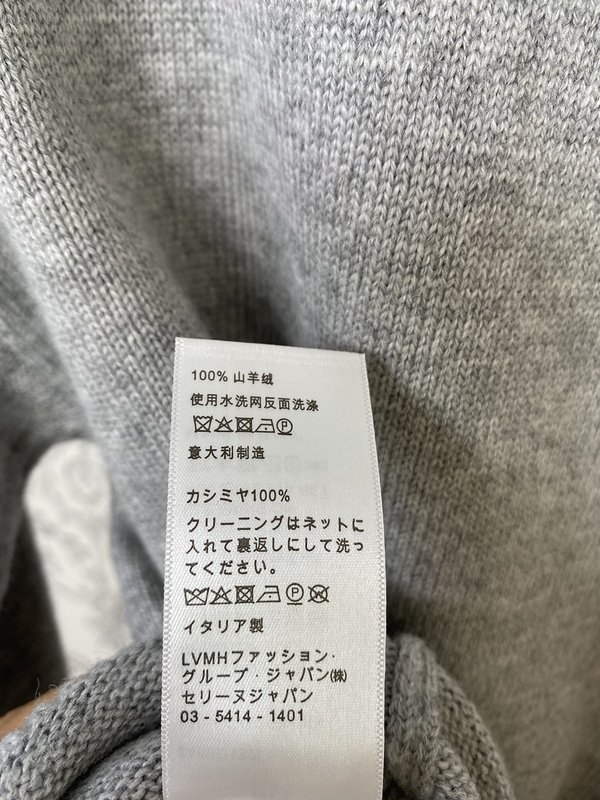 100% 山羊绒
使用水洗网反面洗涤
意大利制造
カシミヤ100%
クリーニングはネットに
入れて裏返しにして洗っ
てください。
イタリア製
LVMHファッション·
グループ·ジャパン㈱
セリーヌジャパン
03 - 5414 - 1401